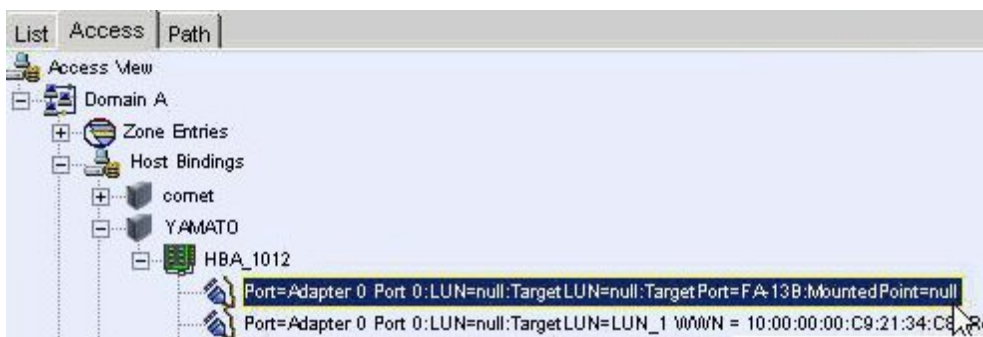 List Access Path
Access View
Domain A
Zone Entries
Host Bindings
comet
YAMATO
HBA_1012
Port=Adapter 0 Port 0:LUN=null:TargetLUN=null:TargetPort=FA-13B:MountedPoint=null
Port=Adapter 0 Port 0:LUN=null:TargetLUN=LUN_1 WWN = 10:00:00:00:C9:21:34:C8